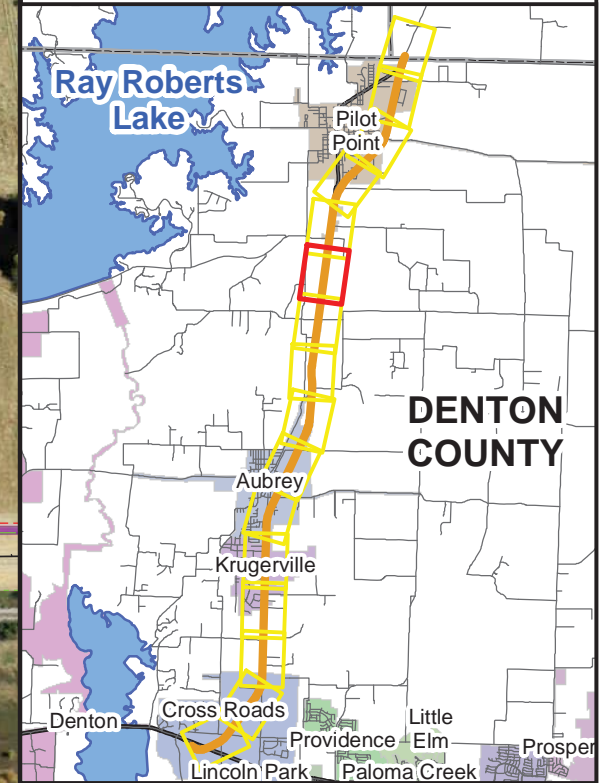 Ray Roberts
Lake
Pilot
Point
DENTON
COUNTY
Aubrey
Krugerville
Cross Roads
Denton
Little
Providence
Elm
Prosper
Lincoln Park
Paloma Creek